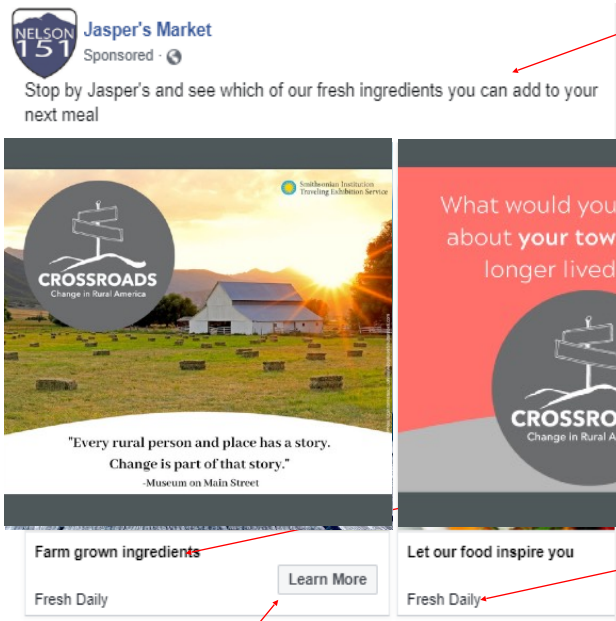 NELSON
151
Jasper's Market
Sponsored ·
Stop by Jasper's and see which of our fresh ingredients you can add to your
next meal
Smithsonian Institution
Traveling Exhibition Service
CROSSROADS
Change in Rural America
"Every rural person and place has a story.
Change is part of that story."
-Museum on Main Street
Farm grown ingredients
Learn More
Fresh Daily
What would you
about your tow
longer lived
CROSSRO
Change in Rural A
Let our food inspire you
Fresh Daily